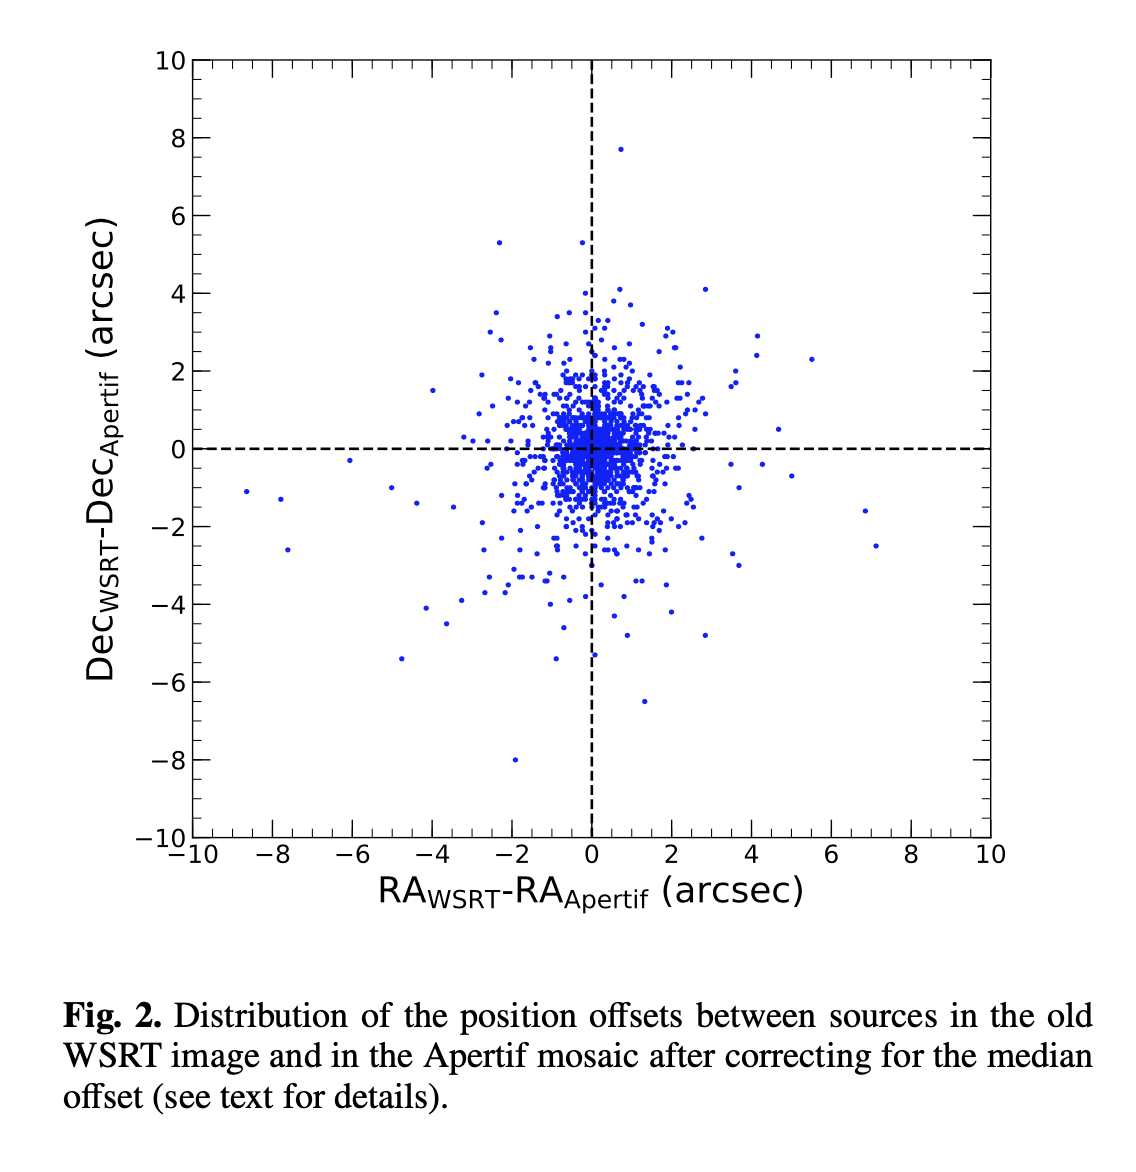 10
8
6
4
2
0
−2
−4
−6
−8
−10
Dec_WSRT-Dec_Apertif (arcsec)
−10 −8 −6 −4 −2 0 2 4 6 8 10
RA_WSRT-RA_Apertif (arcsec)
Fig. 2. Distribution of the position offsets between sources in the old
WSRT image and in the Apertif mosaic after correcting for the median
offset (see text for details).